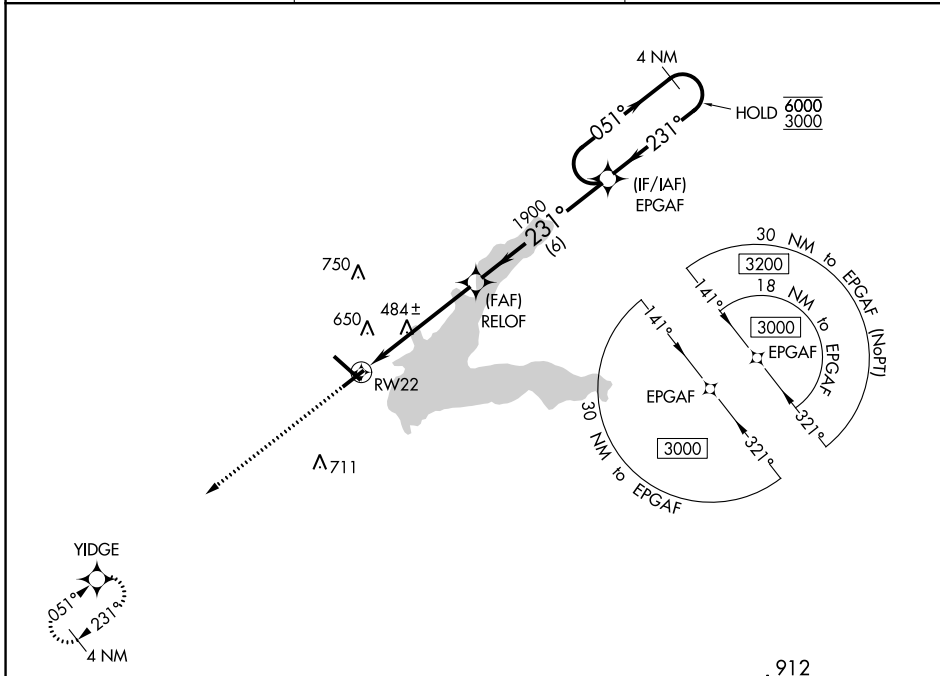 4 NM
HOLD 6000
3000
051°
231°
(IF/IAF)
EPGAF
1900
231°
(6)
30 NM to EPGAF (NoPT)
3200
141°
18 NM to EPGAF
3000
EPGAF
321°
750
(FAF)
RELOF
484±
650
RW22
141°
EPGAF
321°
3000
30 NM to EPGAF
711
YIDGE
051°
231°
4 NM
.912